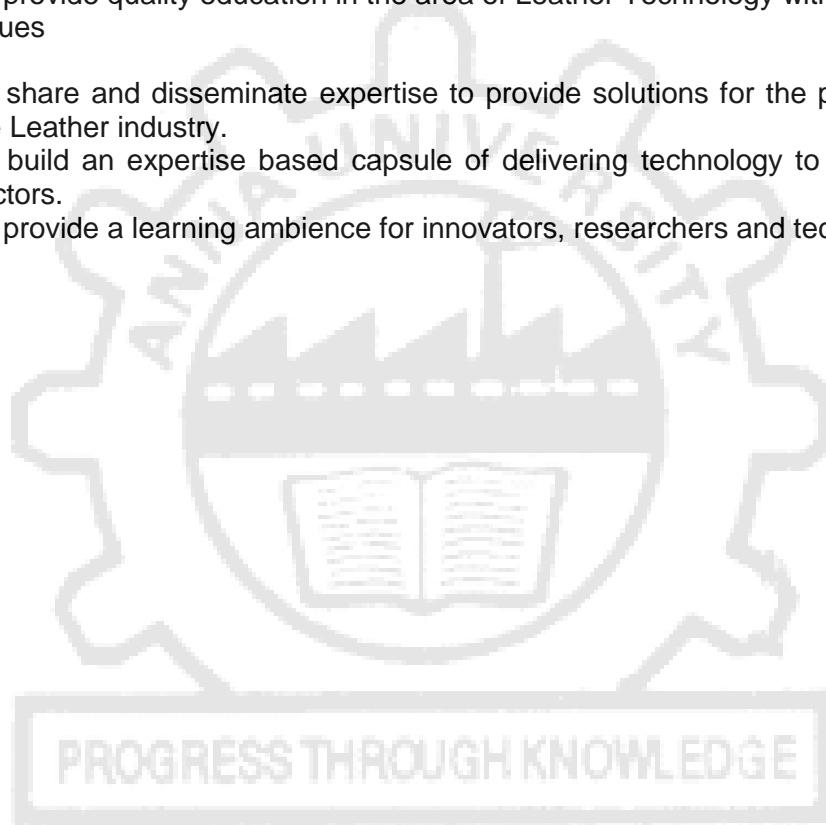 provide quality education in the area of Leather Technology with
ues
share and disseminate expertise to provide solutions for the p
Leather industry.
build an expertise based capsule of delivering technology to
ctors.
provide a learning ambience for innovators, researchers and tec
ANNA UNIVERSITY
PROGRESS THROUGH KNOWLEDGE